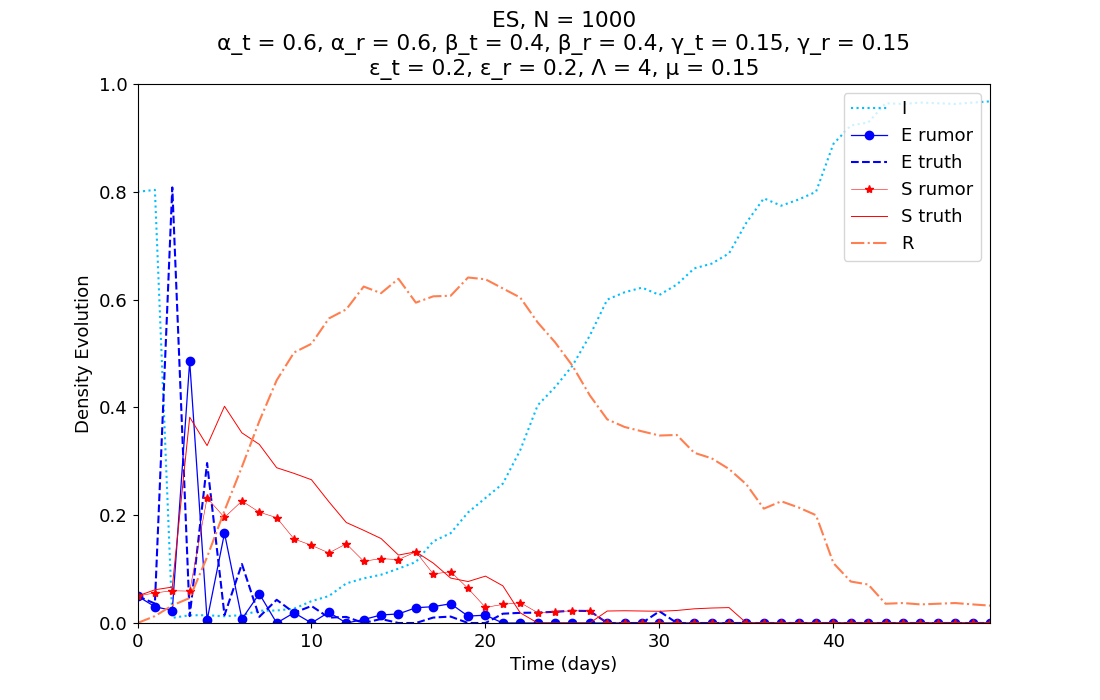 ES, N = 1000
α_t = 0.6, α_r = 0.6, β_t = 0.4, β_r = 0.4, γ_t = 0.15, γ_r = 0.15
ε_t = 0.2, ε_r = 0.2, Λ = 4, μ = 0.15
1.0
0.8
0.6
0.4
0.2
0.0
Density Evolution
I
E rumor
E truth
S rumor
S truth
R
0 10 20 30 40
Time (days)